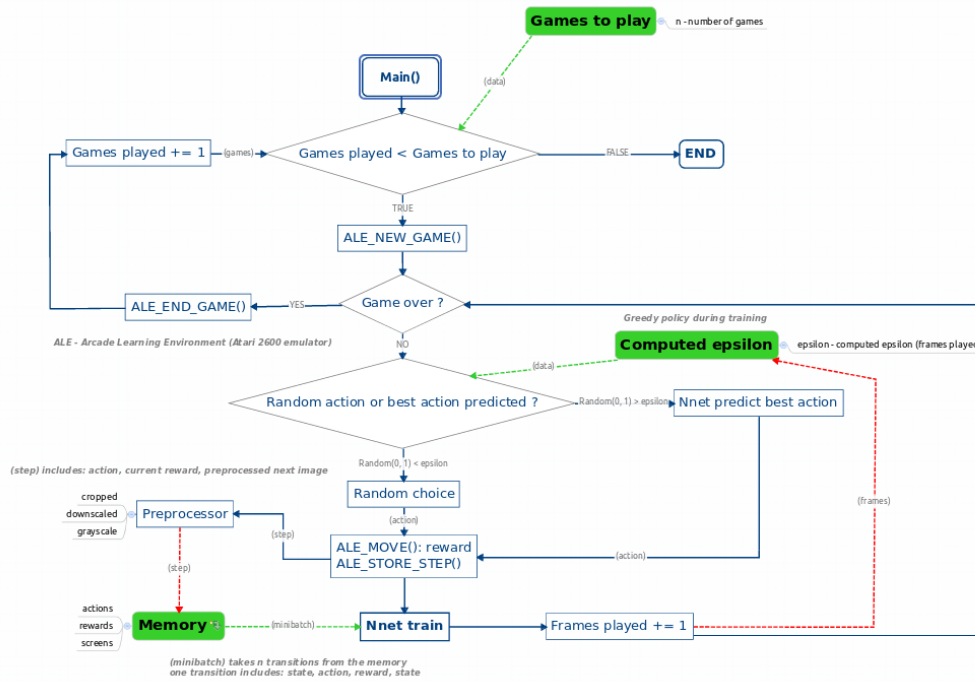 Games to play
n - number of games
Main()
(data)
Games played += 1
(games)
Games played < Games to play
FALSE
END
TRUE
ALE_NEW_GAME()
Game over ?
YES
ALE_END_GAME()
Greedy policy during training
ALE - Arcade Learning Environment (Atari 2600 emulator)
NO
Computed epsilon
epsilon - computed epsilon (frames played
(data)
Random action or best action predicted ?
Random(0, 1) > epsilon
Nnet predict best action
Random(0, 1) < epsilon
(step) includes: action, current reward, preprocessed next image
Random choice
cropped
downscaled
grayscale
Preprocessor
(frames)
(action)
(step)
ALE_MOVE(): reward
ALE_STORE_STEP()
(action)
(step)
actions
rewards
screens
Memory
(minibatch)
Nnet train
Frames played += 1
(minibatch) takes n transitions from the memory
one transition includes: state, action, reward, state